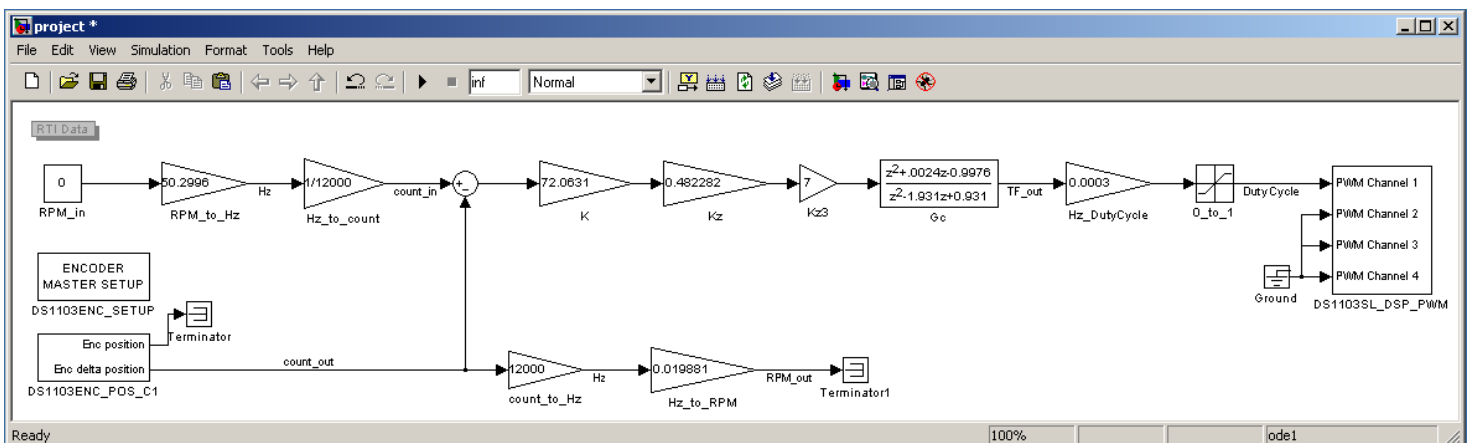 project *
File Edit View Simulation Format Tools Help
inf Normal
RTI Data
0
RPM_in
50.2996
RPM_to_Hz
Hz
1/12000
Hz_to_count
count_in
72.0631
K
0.482282
Kz
7
Kz3
z2+.0024z-0.9976
z2-1.931z+0.931
Gc
TF_out
0.0003
Hz_DutyCycle
0_to_1
DutyCycle
PWM Channel 1
PWM Channel 2
PWM Channel 3
PWM Channel 4
DS1103SL_DSP_PWM
Ground
ENCODER
MASTER SETUP
DS1103ENC_SETUP
Terminator
Enc position
Enc delta position
DS1103ENC_POS_C1
count_out
12000
count_to_Hz
Hz
0.019881
Hz_to_RPM
RPM_out
Terminator1
Ready 100% ode1